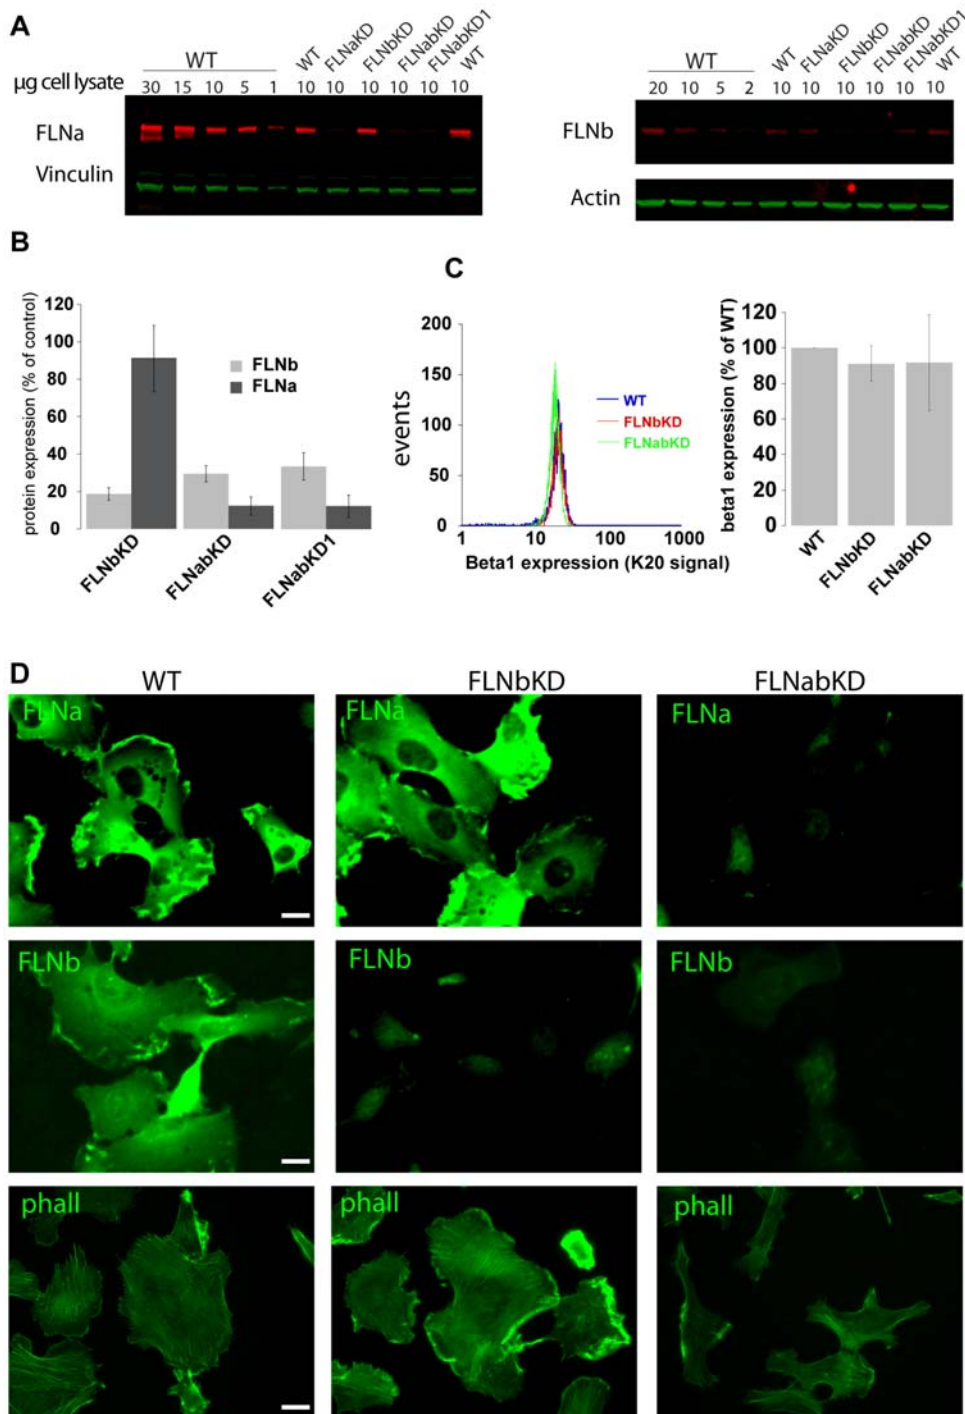 A
WT
WT FLNaKD FLNbKD FLNabKD FLNabKD1 WT
µg cell lysate 30 15 10 5 1 10 10 10 10 10 10
FLNa
Vinculin
WT
WT FLNaKD FLNbKD FLNabKD FLNabKD1 WT
20 10 5 2 10 10 10 10 10 10
FLNb
Actin
B
protein expression (% of control)
120
100
80
60
40
20
0
FLNb
FLNa
FLNbKD FLNabKD FLNabKD1
C
events
200
150
100
50
0
WT
FLNbKD
FLNabKD
1 10 100 1000
Beta1 expression (K20 signal)
beta1 expression (% of WT)
120
100
80
60
40
20
0
WT FLNbKD FLNabKD
D
WT FLNbKD FLNabKD
FLNa FLNa FLNa
FLNb FLNb FLNb
phall phall phall